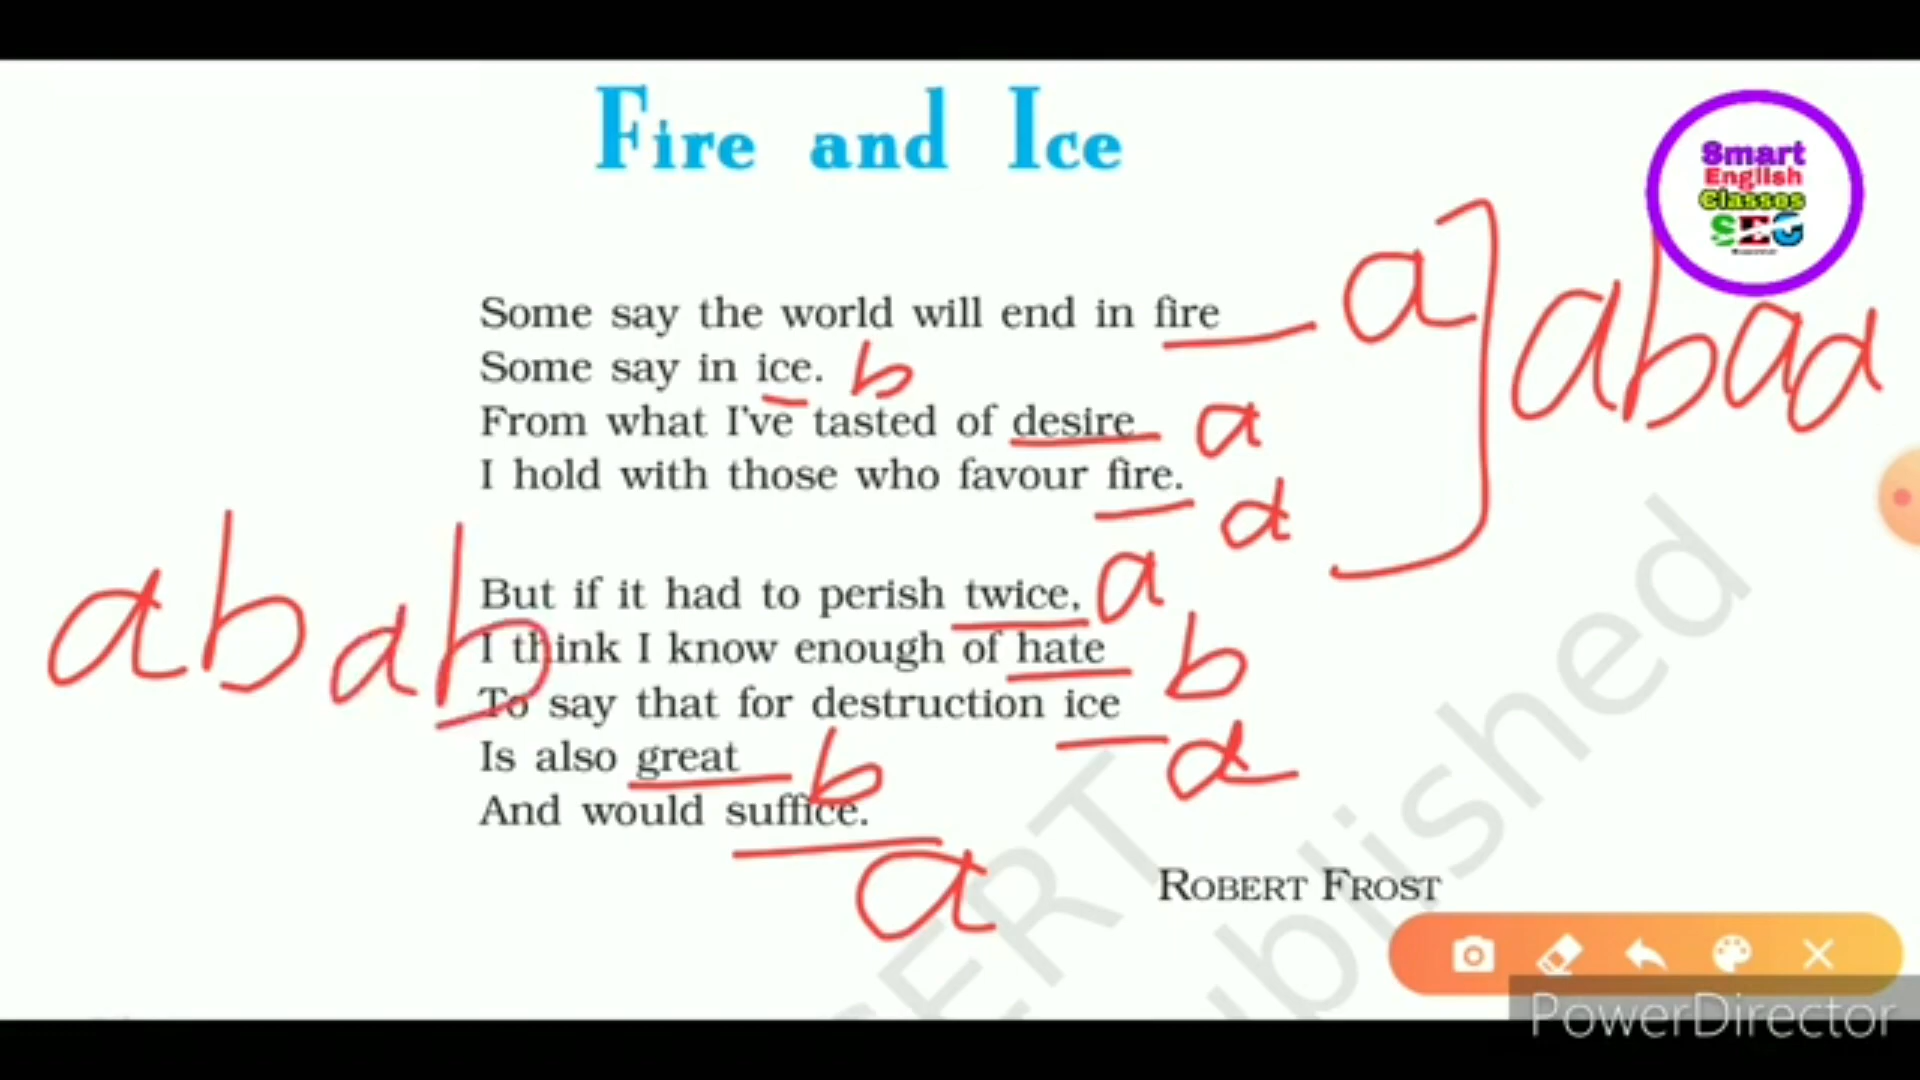 Fire and Ice
Smart
English
Classes
SEC
Some say the world will end in fire a
Some say in ice. b
From what I've tasted of desire a
I hold with those who favour fire. a
abaa
But if it had to perish twice, a
I think I know enough of hate b
To say that for destruction ice a
Is also great b
And would suffice. a
abab
ROBERT FROST
PowerDirector